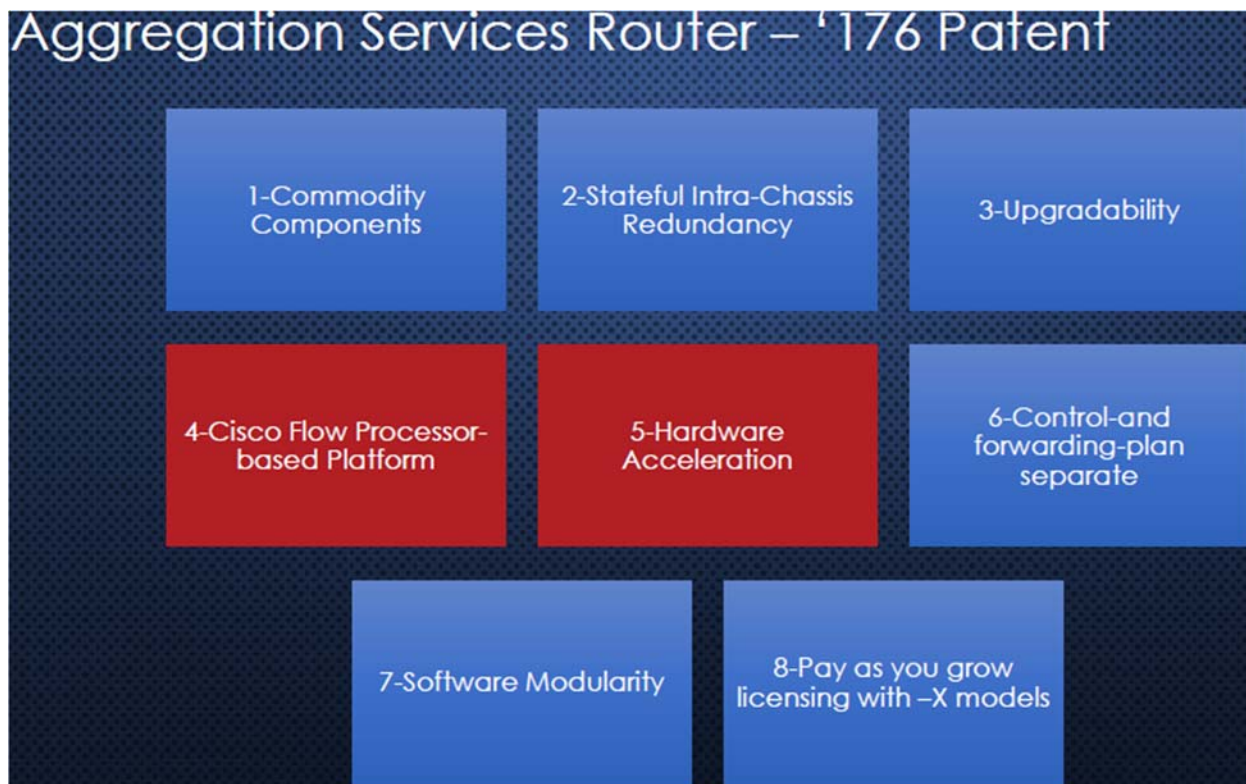 Aggregation Services Router – ‘176 Patent
1-Commodity
Components
2-Stateful Intra-Chassis
Redundancy
3-Upgradability
4-Cisco Flow Processor-
based Platform
5-Hardware
Acceleration
6-Control-and
forwarding-plan
separate
7-Software Modularity
8-Pay as you grow
licensing with –X models